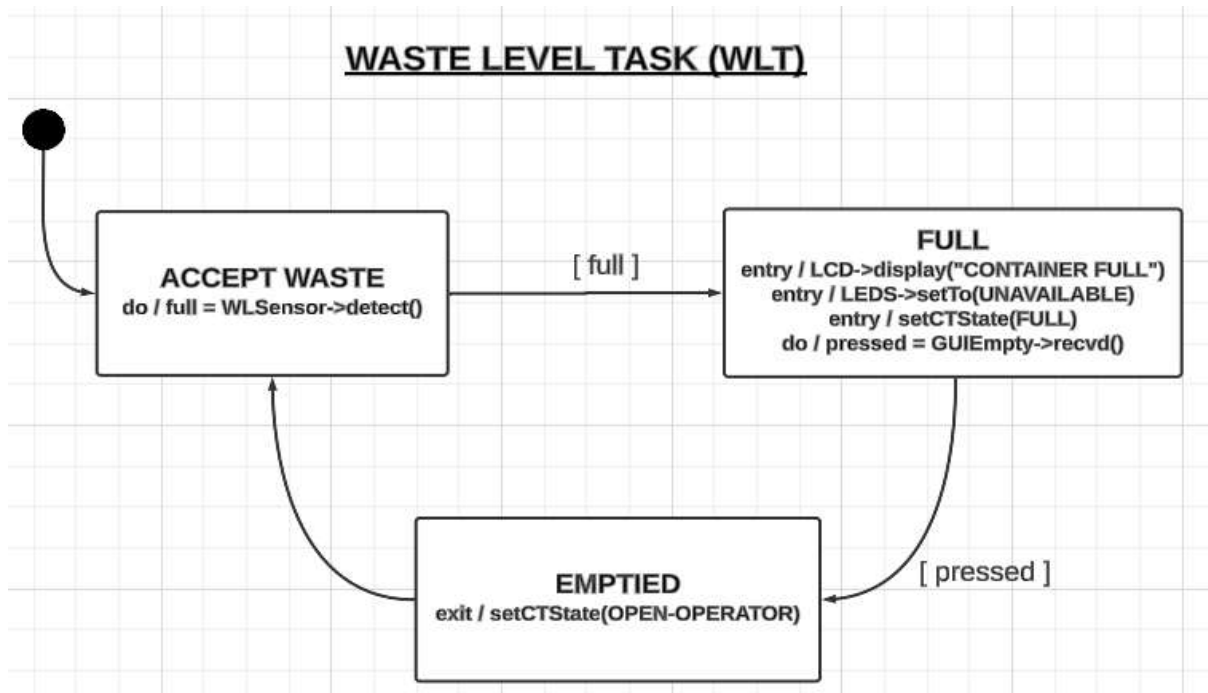 WASTE LEVEL TASK (WLT)
ACCEPT WASTE
do / full = WLSensor->detect()
[ full ]
FULL
entry / LCD->display("CONTAINER FULL")
entry / LEDS->setTo(UNAVAILABLE)
entry / setCTState(FULL)
do / pressed = GUIEmpty->recvd()
[ pressed ]
EMPTIED
exit / setCTState(OPEN-OPERATOR)